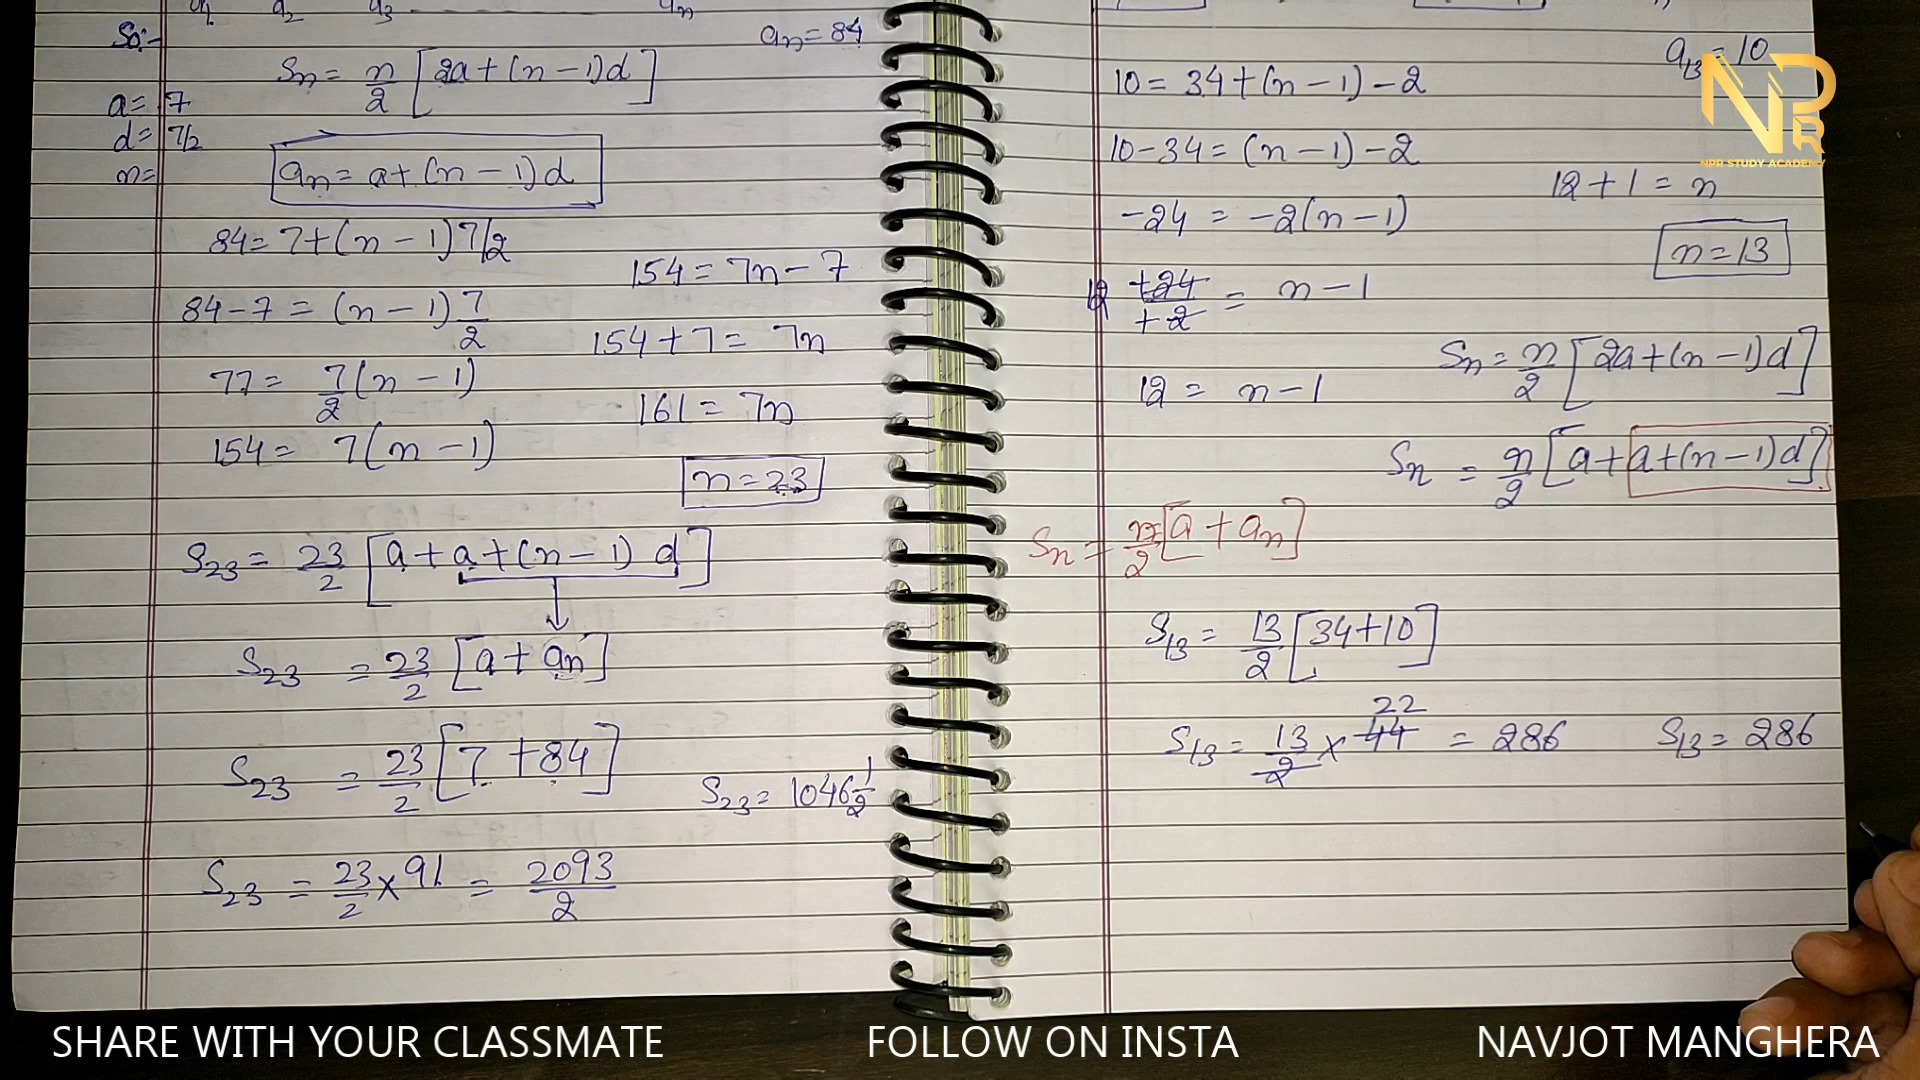 a1 a2 a3 ........... an
So:-
an = 84
Sn = n/2 [2a + (n - 1)d]
a = 7
d = 7/2
n =
an = a + (n - 1)d
84 = 7 + (n - 1) 7/2
84 - 7 = (n - 1) 7/2
77 = 7/2 (n - 1)
154 = 7(n - 1)
154 = 7n - 7
154 + 7 = 7n
161 = 7n
n = 23
S23 = 23/2 [a + a + (n - 1) d]
S23 = 23/2 [a + an]
S23 = 23/2 [7 + 84]
S23 = 1046 1/2
S23 = 23/2 × 91 = 2093/2
a13 = 10
10 = 34 + (n - 1) - 2
10 - 34 = (n - 1) - 2
-24 = -2(n - 1)
12 +24/+2 = n - 1
12 = n - 1
12 + 1 = n
n = 13
Sn = n/2 [2a + (n - 1)d]
Sn = n/2 [a + a + (n - 1)d]
Sn = n/2 [a + an]
S13 = 13/2 [34 + 10]
22
S13 = 13/2 × 44 = 286 S13 = 286
NPR
NPR STUDY ACADEMY
SHARE WITH YOUR CLASSMATE FOLLOW ON INSTA NAVJOT MANGHERA